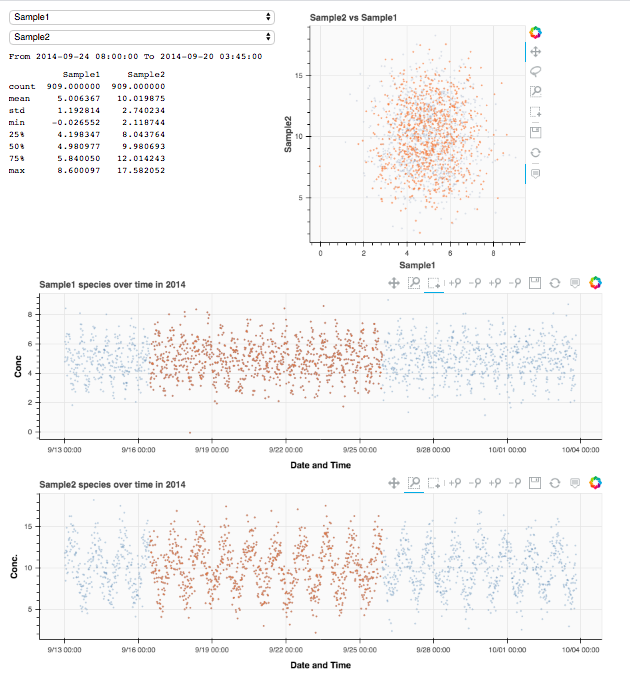 Sample1
Sample2
From 2014-09-24 08:00:00 To 2014-09-20 03:45:00
Sample1 Sample2
count 909.000000 909.000000
mean 5.006367 10.019875
std 1.192814 2.740234
min -0.026552 2.118744
25% 4.198347 8.043764
50% 4.980977 9.980693
75% 5.840050 12.014243
max 8.600097 17.582052
Sample2 vs Sample1
15
10
5
Sample2
0 2 4 6 8
Sample1
Sample1 species over time in 2014
8
6
4
2
0
Conc
9/13 00:00 9/16 00:00 9/19 00:00 9/22 00:00 9/25 00:00 9/28 00:00 10/01 00:00 10/04 00:00
Date and Time
Sample2 species over time in 2014
15
10
5
Conc.
9/13 00:00 9/16 00:00 9/19 00:00 9/22 00:00 9/25 00:00 9/28 00:00 10/01 00:00 10/04 00:00
Date and Time